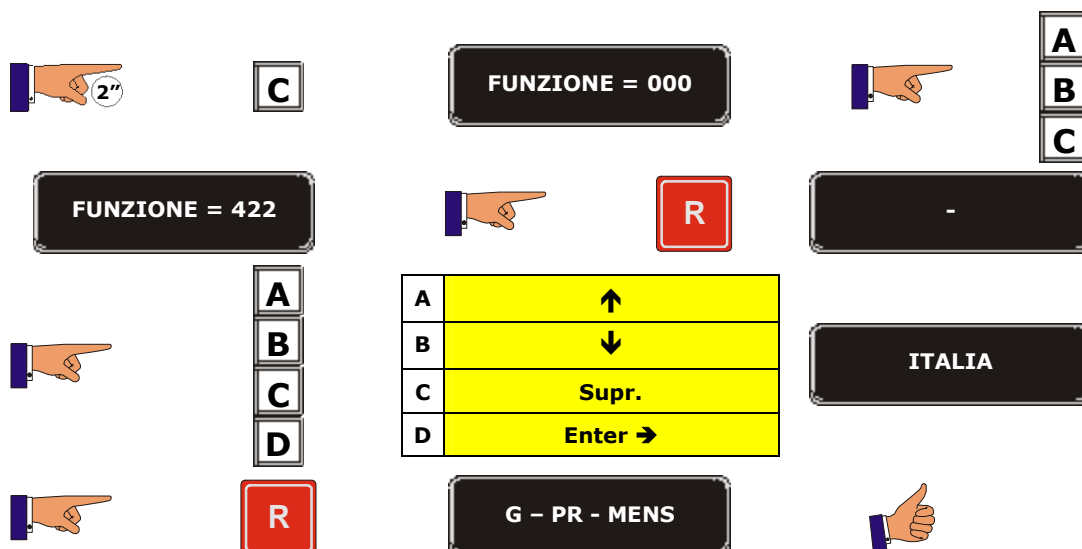 2”
C
FUNZIONE = 000
A
B
C
FUNZIONE = 422
R
-
A
B
C
D
A ↑
B ↓
C Supr.
D Enter →
ITALIA
R
G – PR - MENS